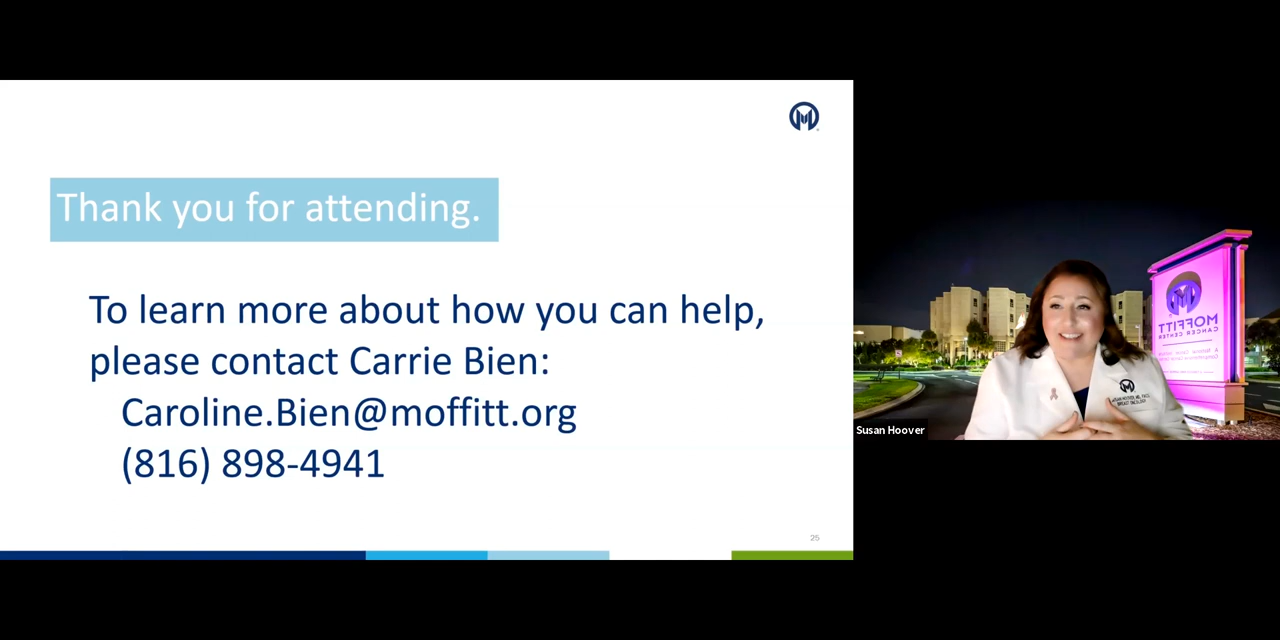 Thank you for attending.
To learn more about how you can help,
please contact Carrie Bien:
Caroline.Bien@moffitt.org
(816) 898-4941
25
Susan Hoover
MOFFITT
CANCER CENTER